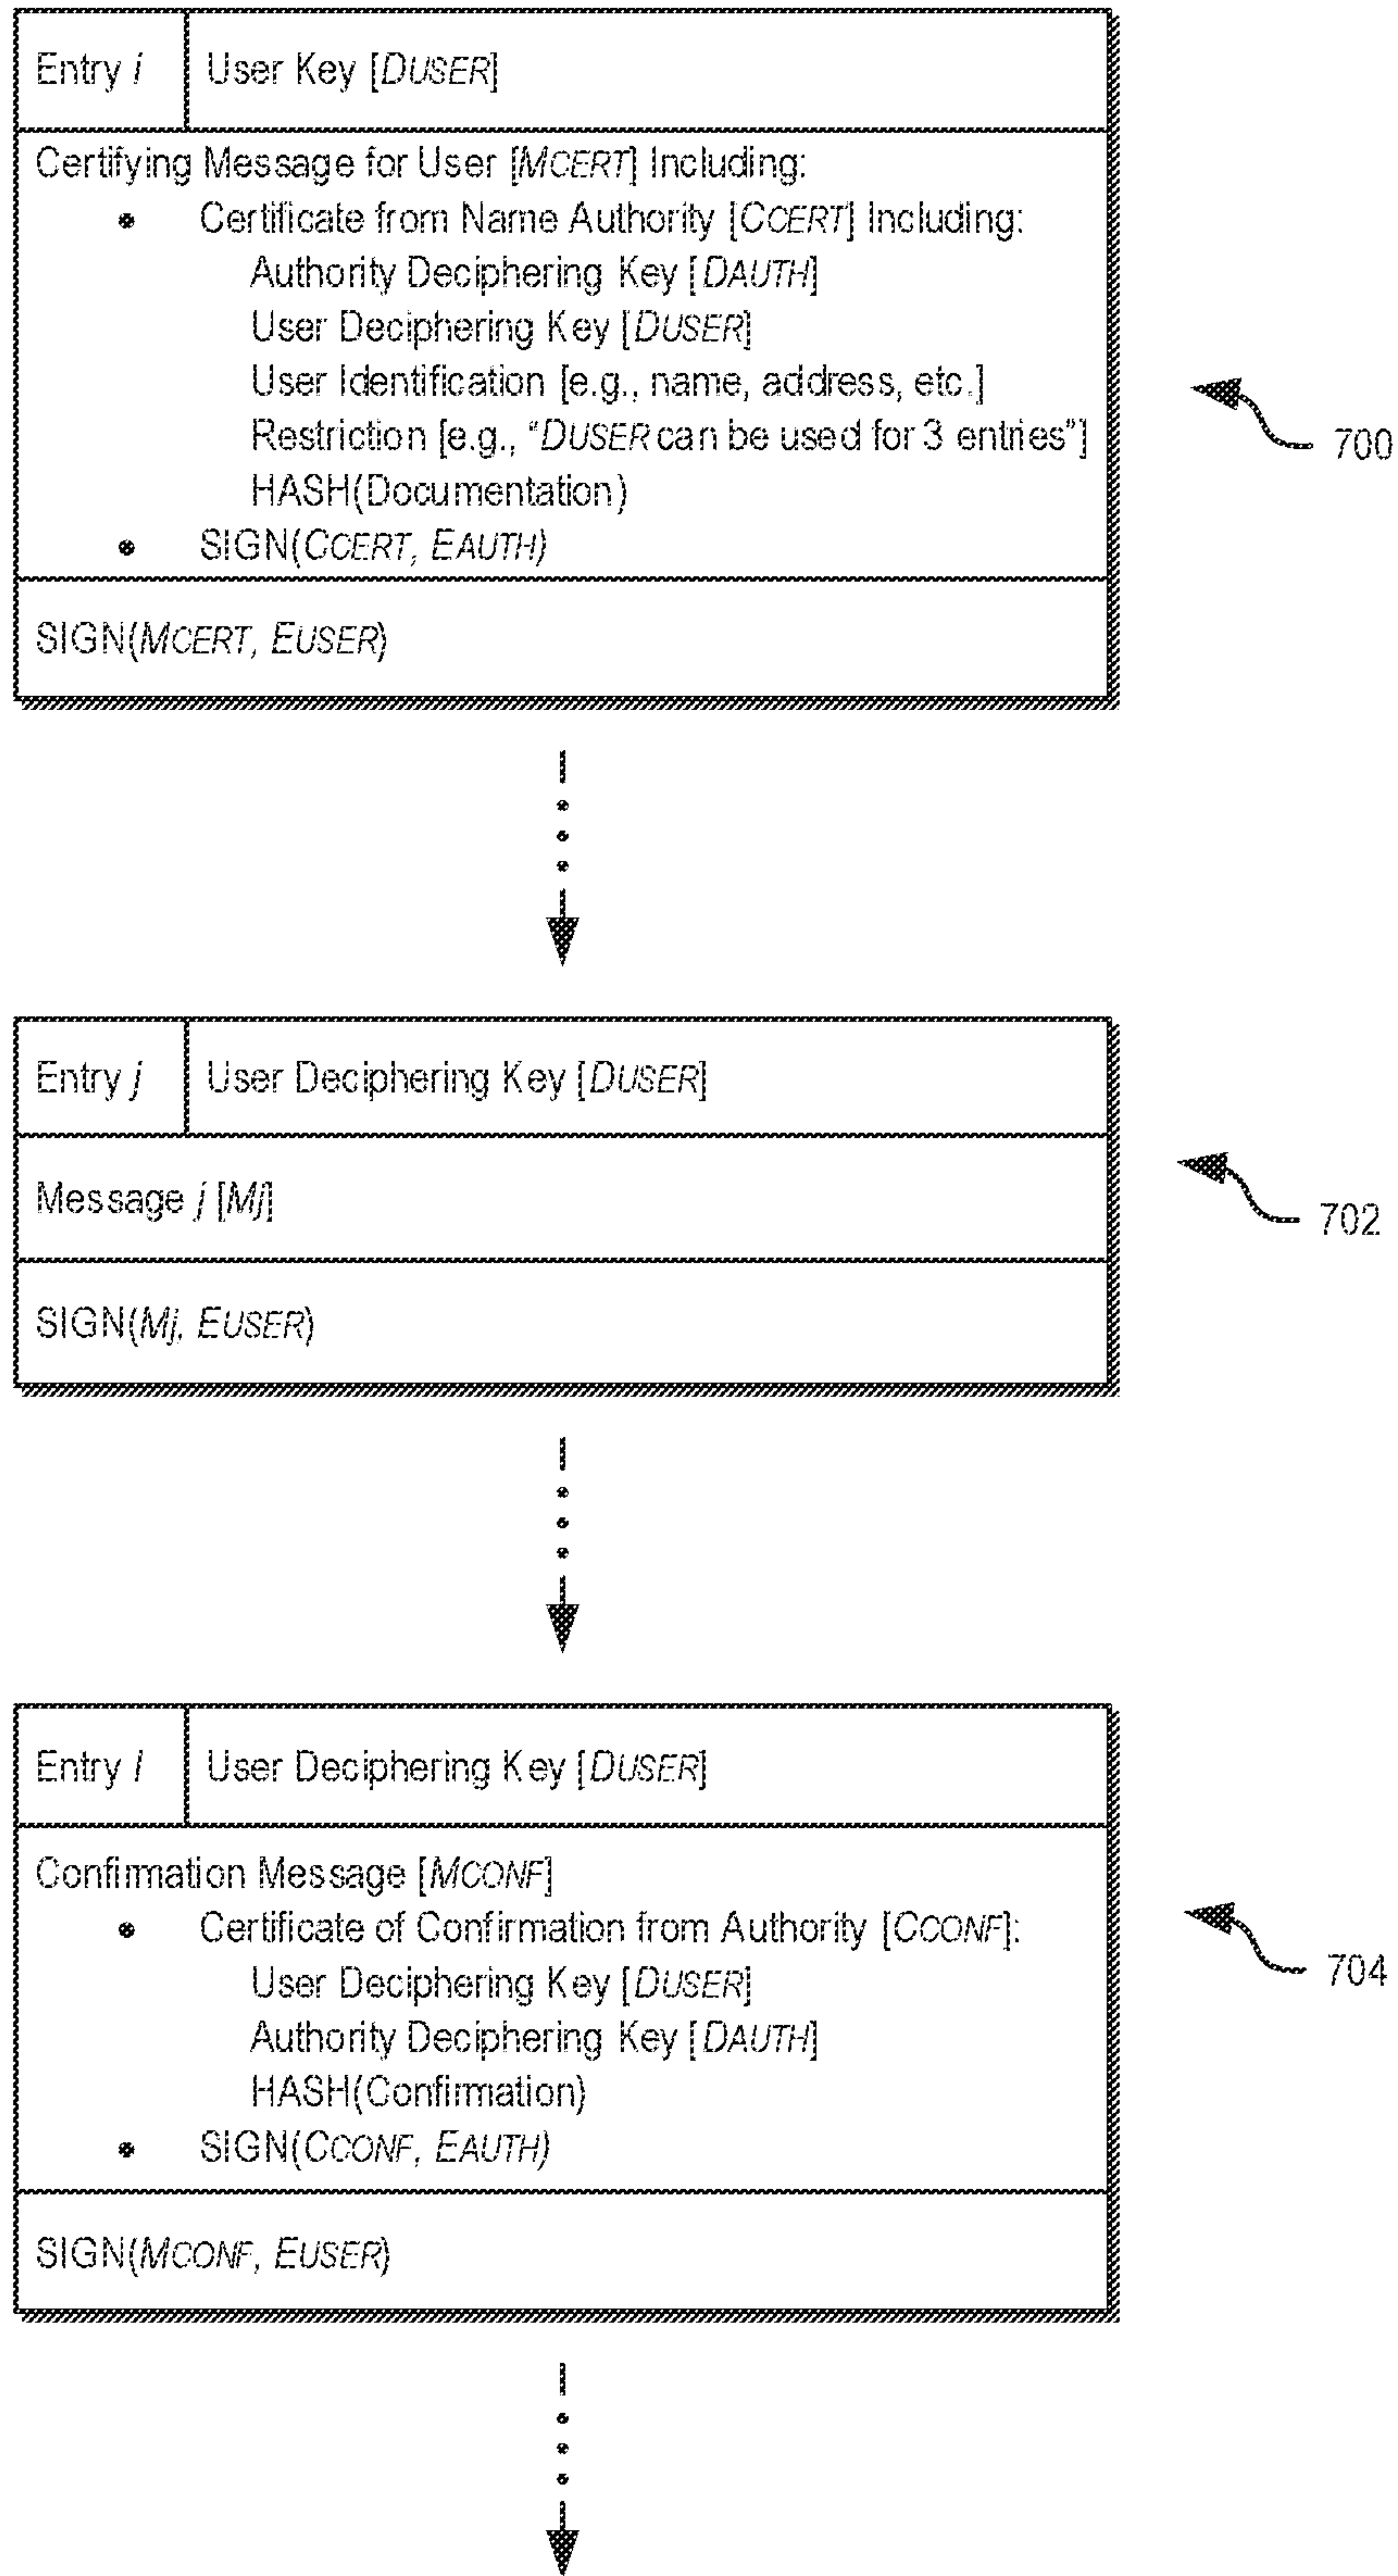 Entry i User Key [DUSER]
Certifying Message for User [MCERT] Including:
• Certificate from Name Authority [CCERT] Including:
Authority Deciphering Key [DAUTH]
User Deciphering Key [DUSER]
User Identification [e.g., name, address, etc.]
Restriction [e.g., “DUSER can be used for 3 entries”]
700
HASH(Documentation)
• SIGN(CCERT, EAUTH)
SIGN(MCERT, EUSER)
Entry j User Deciphering Key [DUSER]
Message j [Mj]
702
SIGN(Mj, EUSER)
Entry l User Deciphering Key [DUSER]
Confirmation Message [MCONF]
• Certificate of Confirmation from Authority [CCONF]:
User Deciphering Key [DUSER]
704
Authority Deciphering Key [DAUTH]
HASH(Confirmation)
• SIGN(CCONF, EAUTH)
SIGN(MCONF, EUSER)